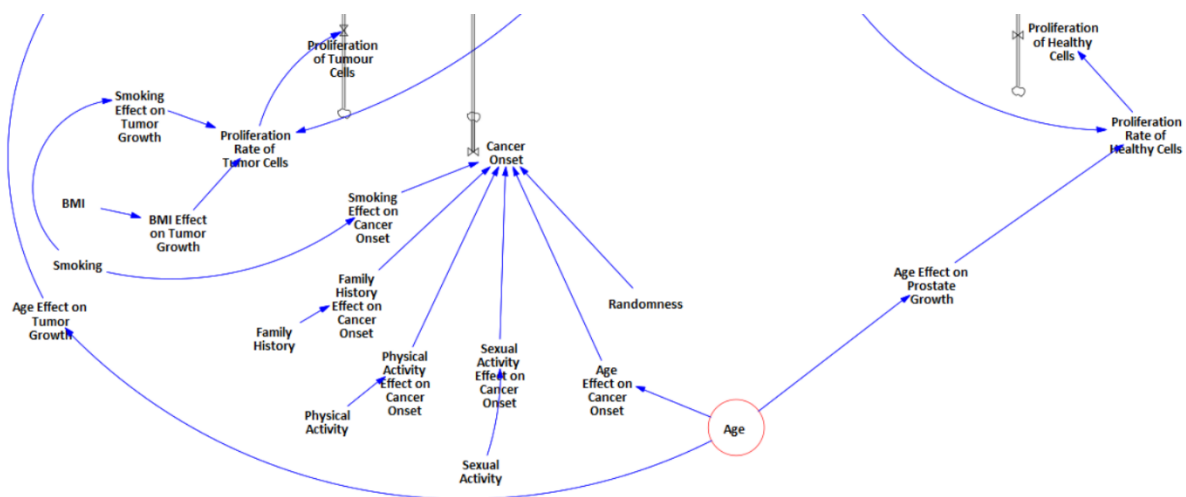 Proliferation
of Tumour
Cells
Proliferation
of Healthy
Cells
Smoking
Effect on
Tumor
Growth
Proliferation
Rate of
Tumor Cells
Proliferation
Rate of
Healthy Cells
Cancer
Onset
BMI
BMI Effect
on Tumor
Growth
Smoking
Effect on
Cancer
Onset
Smoking
Age Effect on
Tumor
Growth
Family
History
Effect on
Cancer
Onset
Family
History
Randomness
Age Effect on
Prostate
Growth
Physical
Activity
Effect on
Cancer
Onset
Sexual
Activity
Effect on
Cancer
Onset
Age
Effect on
Cancer
Onset
Physical
Activity
Age
Sexual
Activity